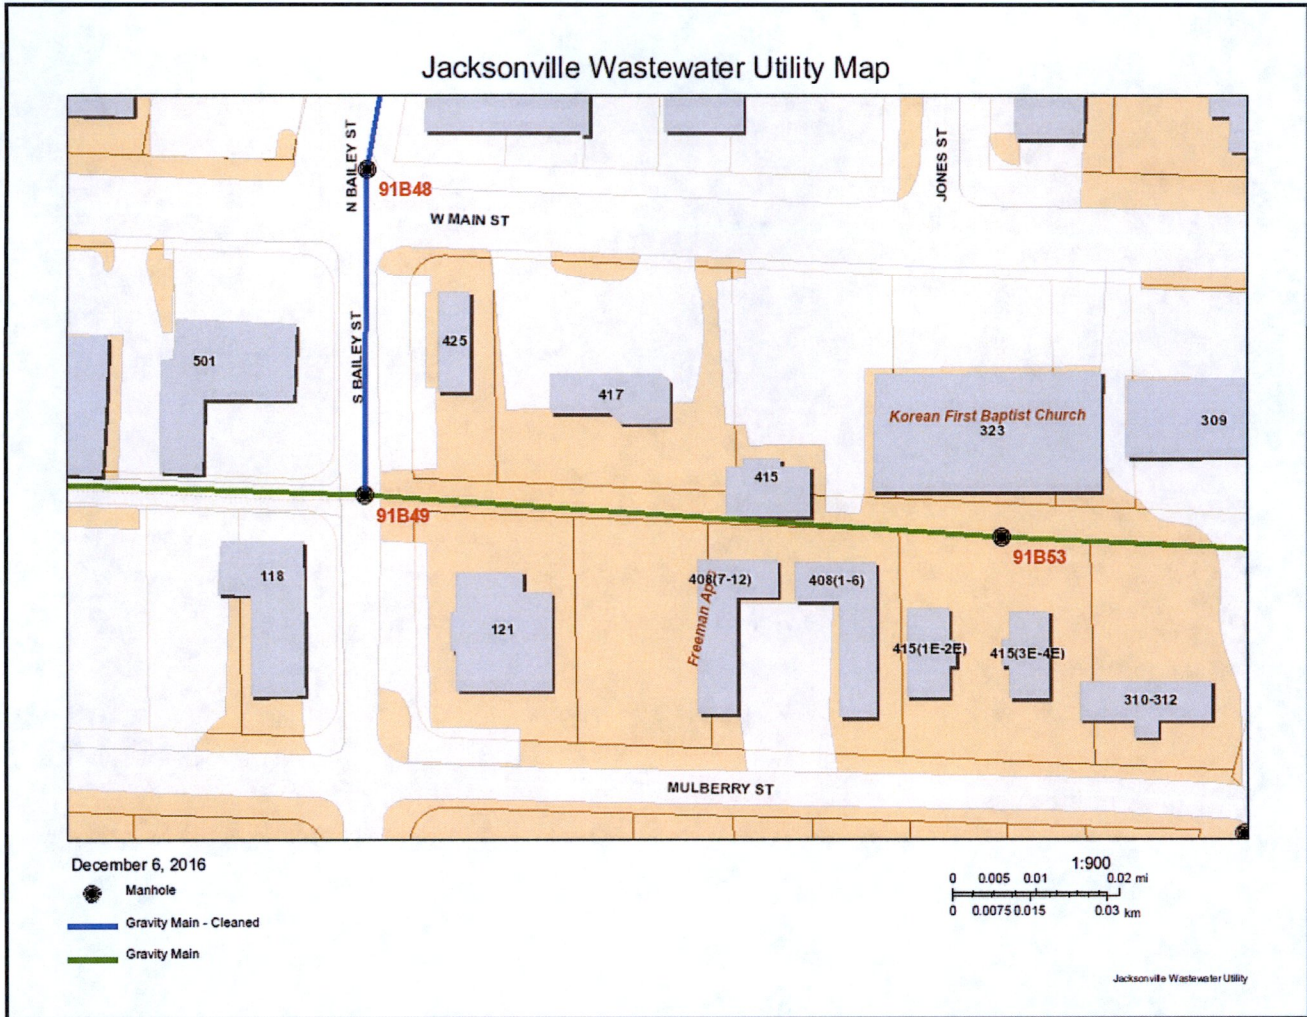 Jacksonville Wastewater Utility Map
N BAILEY ST
JONES ST
91B48
W MAIN ST
S BAILEY ST
425
501
417
Korean First Baptist Church
323
309
415
91B49
91B53
118
121
408(7-12)
408(1-6)
Freeman Ap
415(1E-2E)
415(3E-4E)
310-312
MULBERRY ST
December 6, 2016
Manhole
Gravity Main - Cleaned
Gravity Main
1:900
0 0.005 0.01 0.02 mi
0 0.0075 0.015 0.03 km
Jacksonville Wastewater Utility